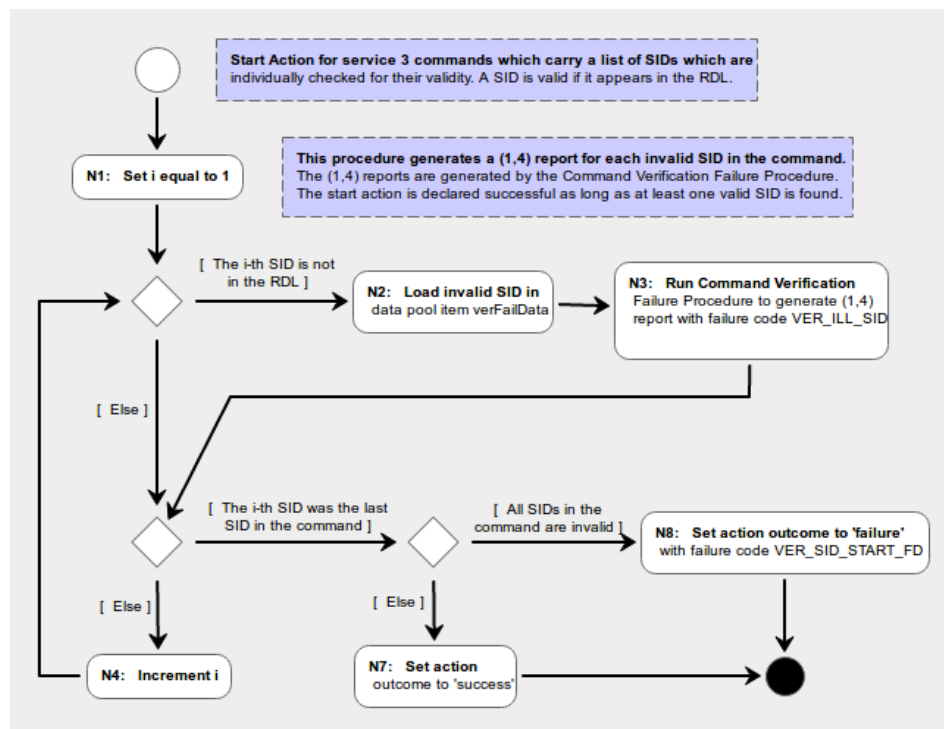 Start Action for service 3 commands which carry a list of SIDs which are
individually checked for their validity. A SID is valid if it appears in the RDL.
This procedure generates a (1,4) report for each invalid SID in the command.
The (1,4) reports are generated by the Command Verification Failure Procedure.
The start action is declared successful as long as at least one valid SID is found.
N1: Set i equal to 1
[ The i-th SID is not
in the RDL ]
N2: Load invalid SID in
data pool item verFailData
N3: Run Command Verification
Failure Procedure to generate (1,4)
report with failure code VER_ILL_SID
[ Else ]
[ The i-th SID was the last
SID in the command ]
[ All SIDs in the
command are invalid ]
N8: Set action outcome to 'failure'
with failure code VER_SID_START_FD
[ Else ]
[ Else ]
N4: Increment i
N7: Set action
outcome to 'success'